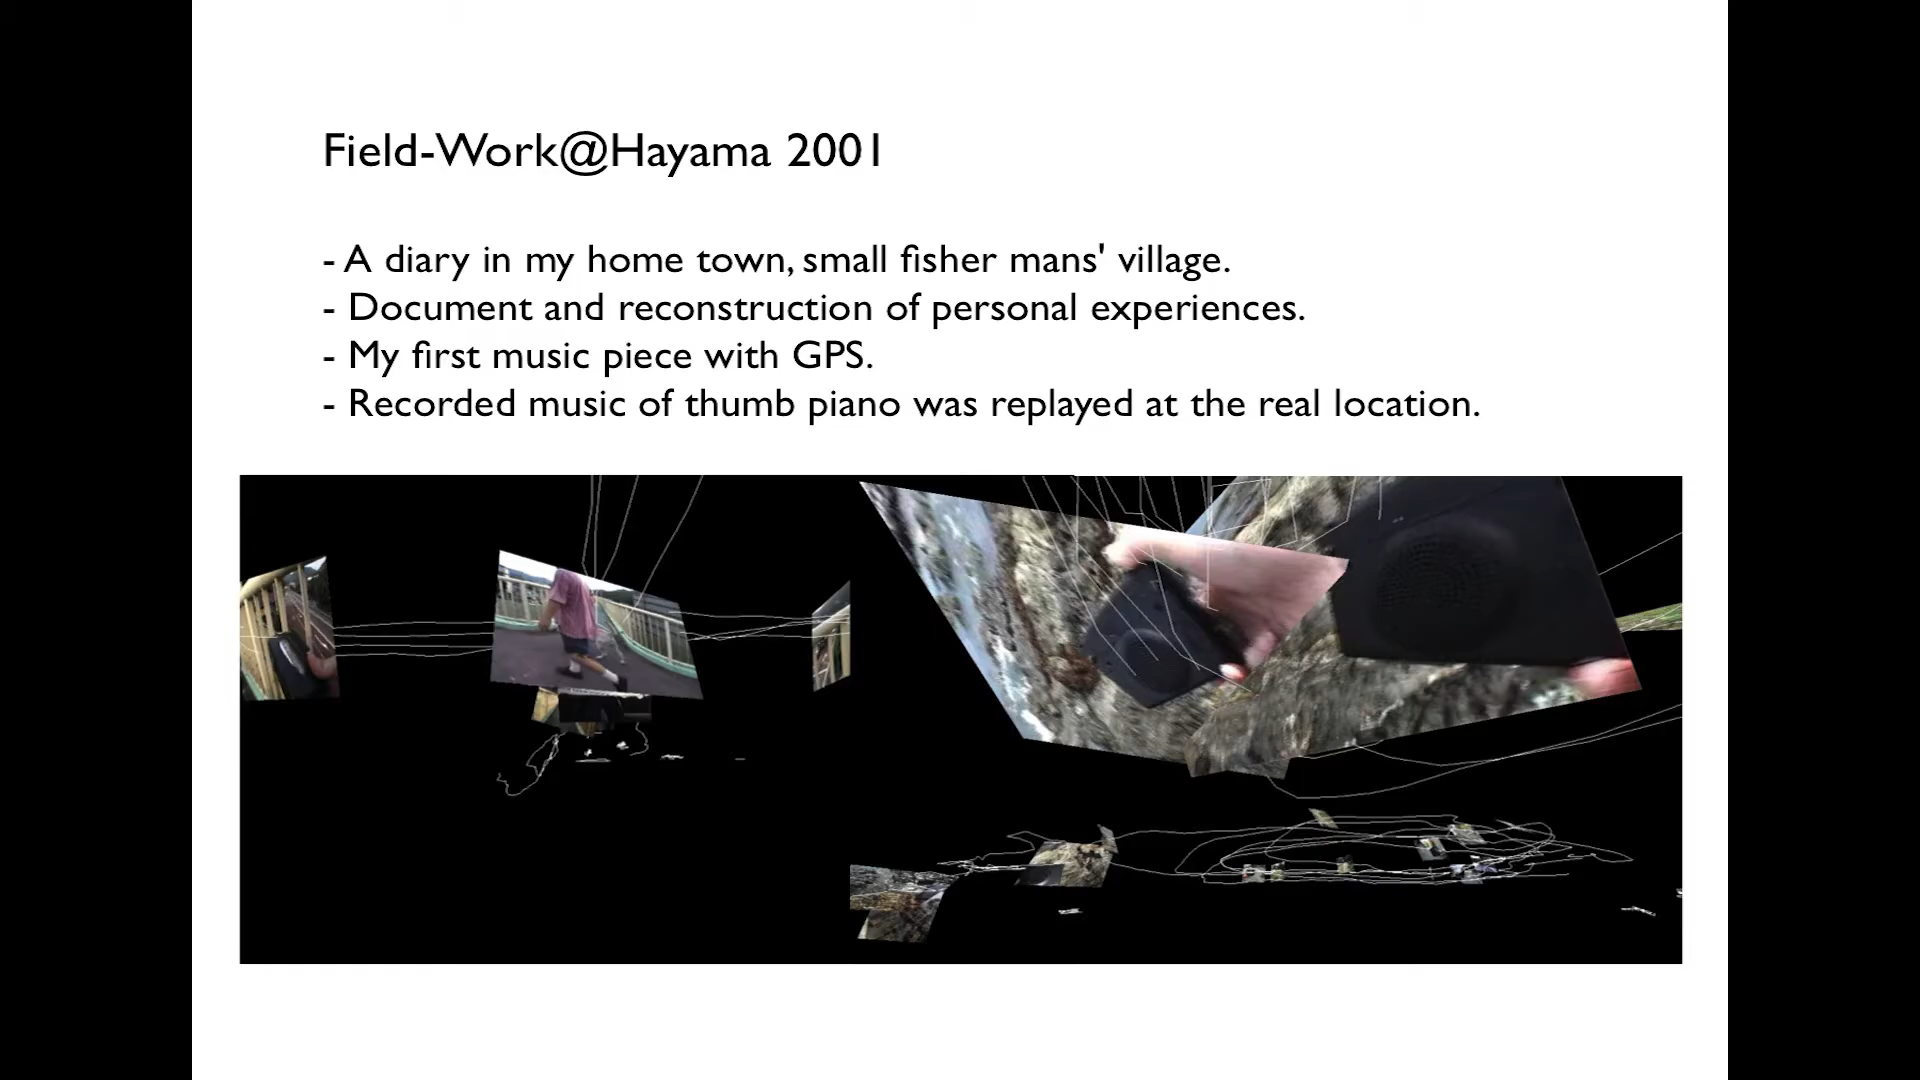 Field-Work@Hayama 2001
- A diary in my home town, small fisher mans' village.
- Document and reconstruction of personal experiences.
- My first music piece with GPS.
- Recorded music of thumb piano was replayed at the real location.